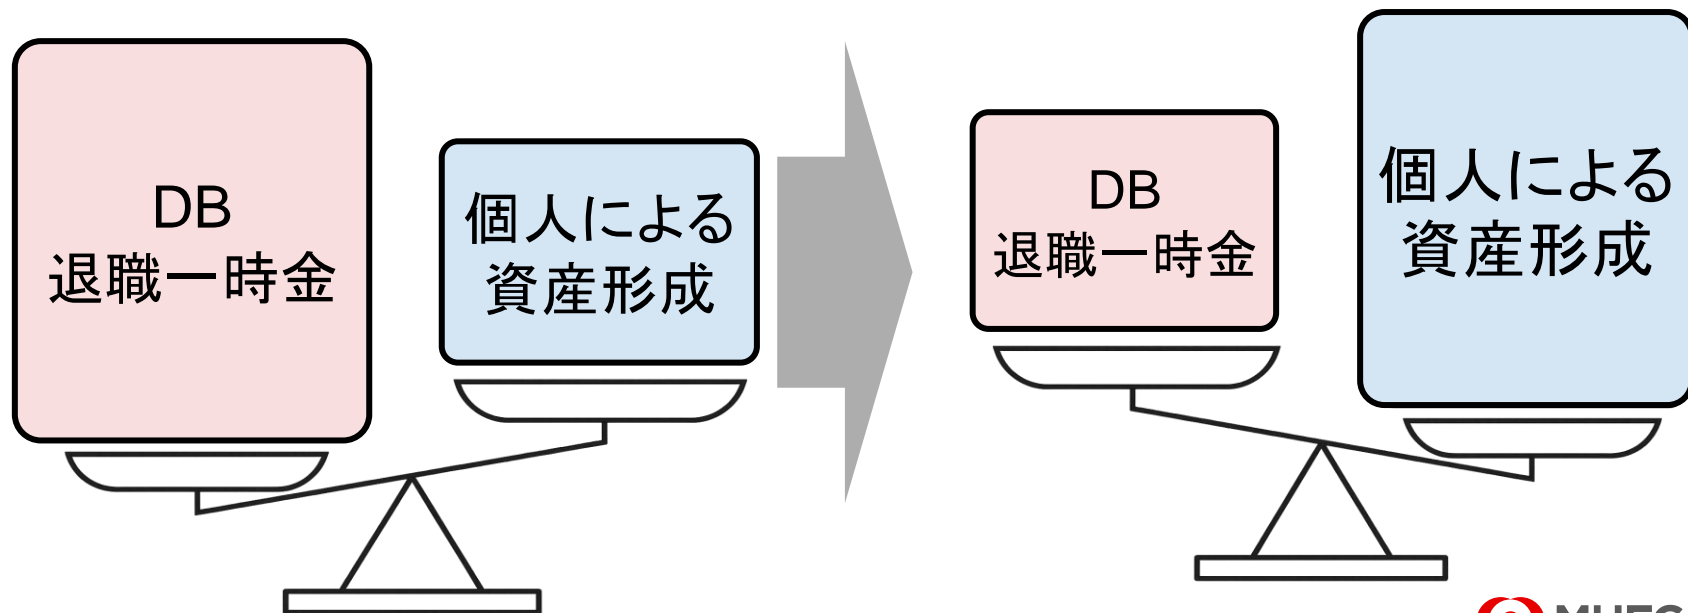 DB
退職一時金
個人による
資産形成
DB
退職一時金
個人による
資産形成